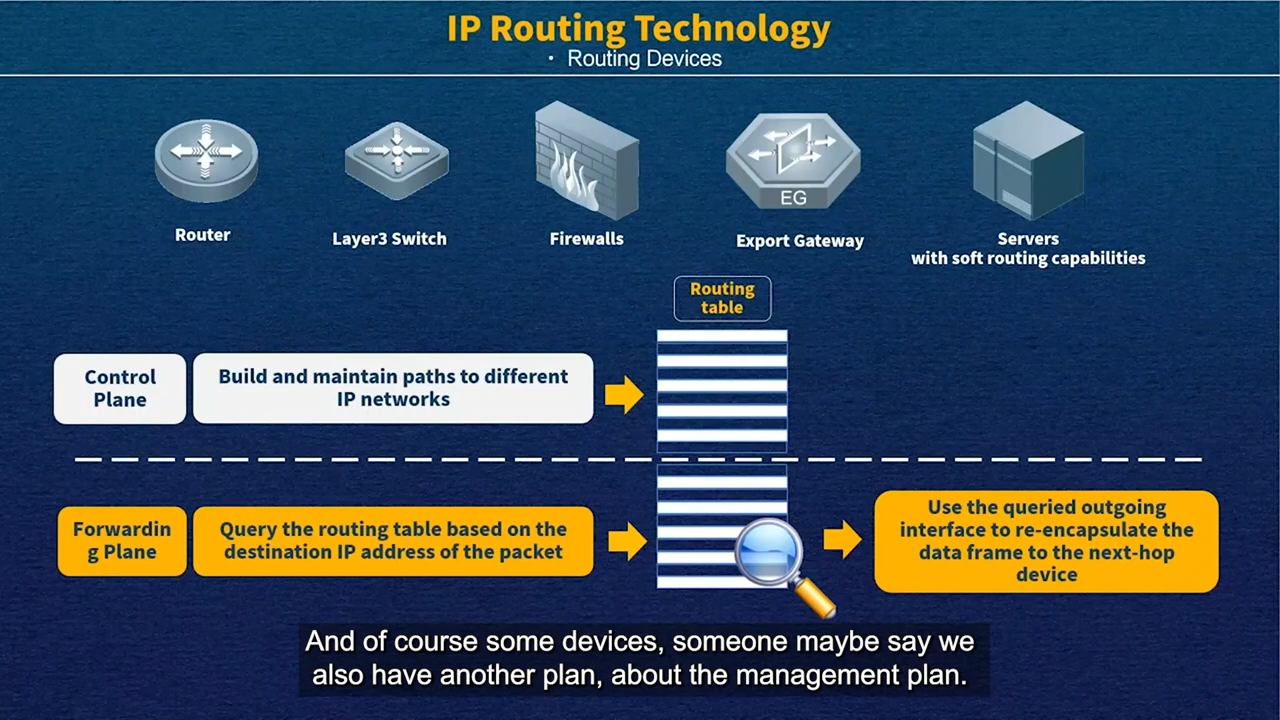 IP Routing Technology
• Routing Devices
EG
Router
Layer3 Switch
Firewalls
Export Gateway
Servers
with soft routing capabilities
Routing
table
Control
Plane
Build and maintain paths to different
IP networks
Forwardin
g Plane
Query the routing table based on the
destination IP address of the packet
Use the queried outgoing
interface to re-encapsulate the
data frame to the next-hop
device
And of course some devices, someone maybe say we
also have another plan, about the management plan.